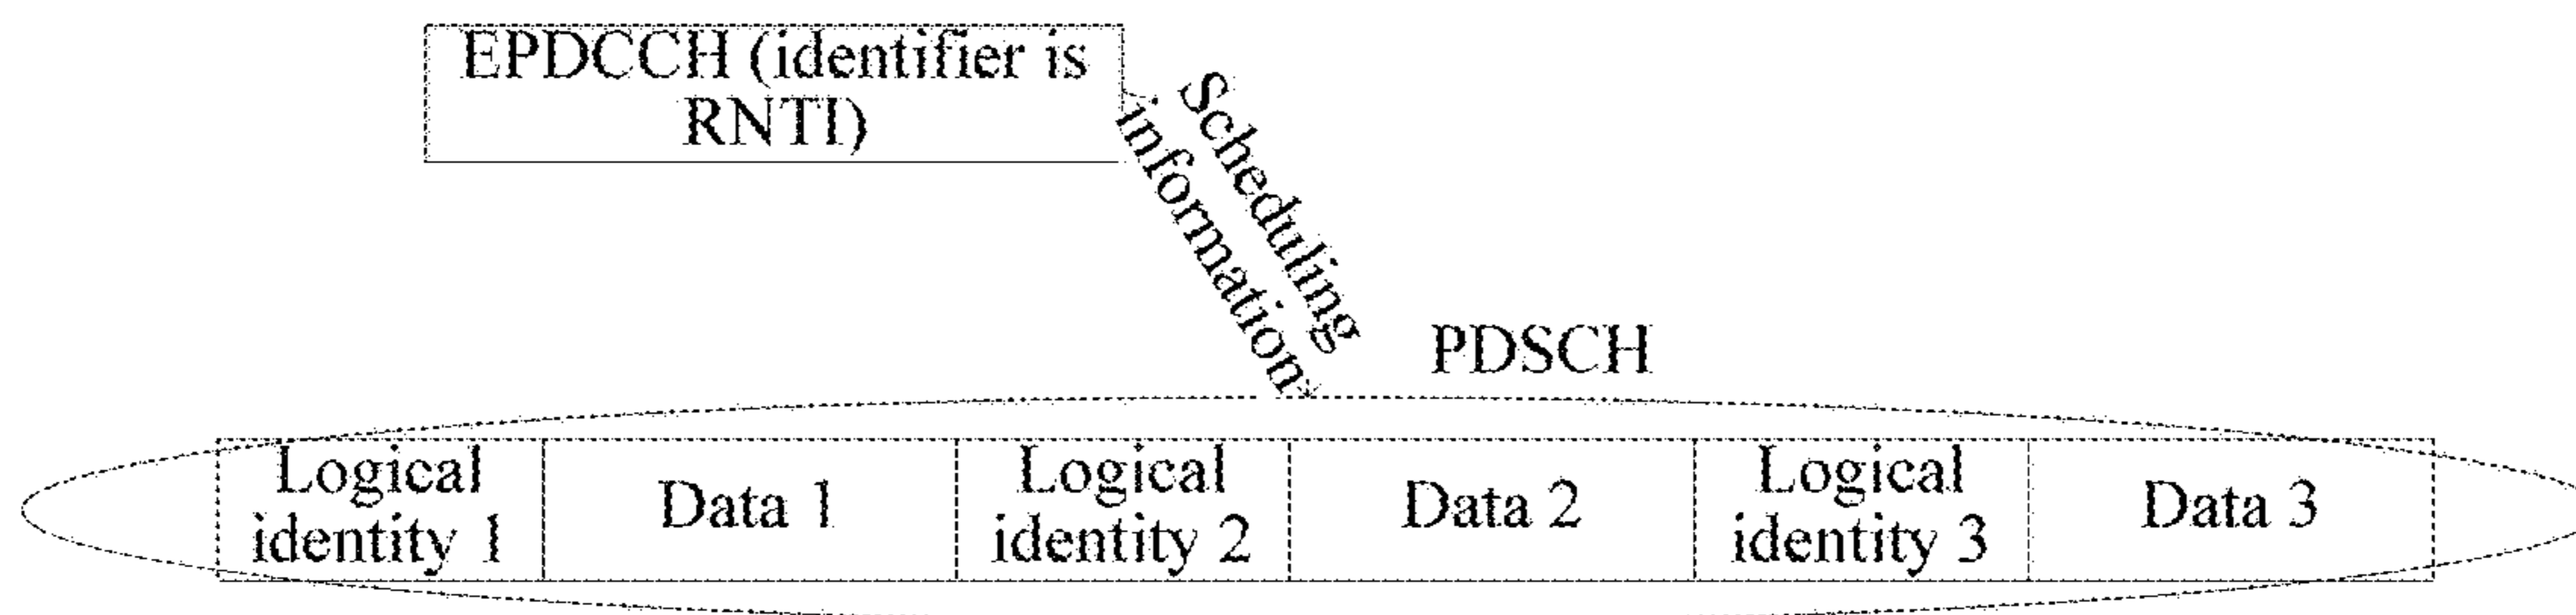 EPDCCH (identifier is
RNTI)
Scheduling
information
PDSCH
Logical
identity 1
Data 1
Logical
identity 2
Data 2
Logical
identity 3
Data 3